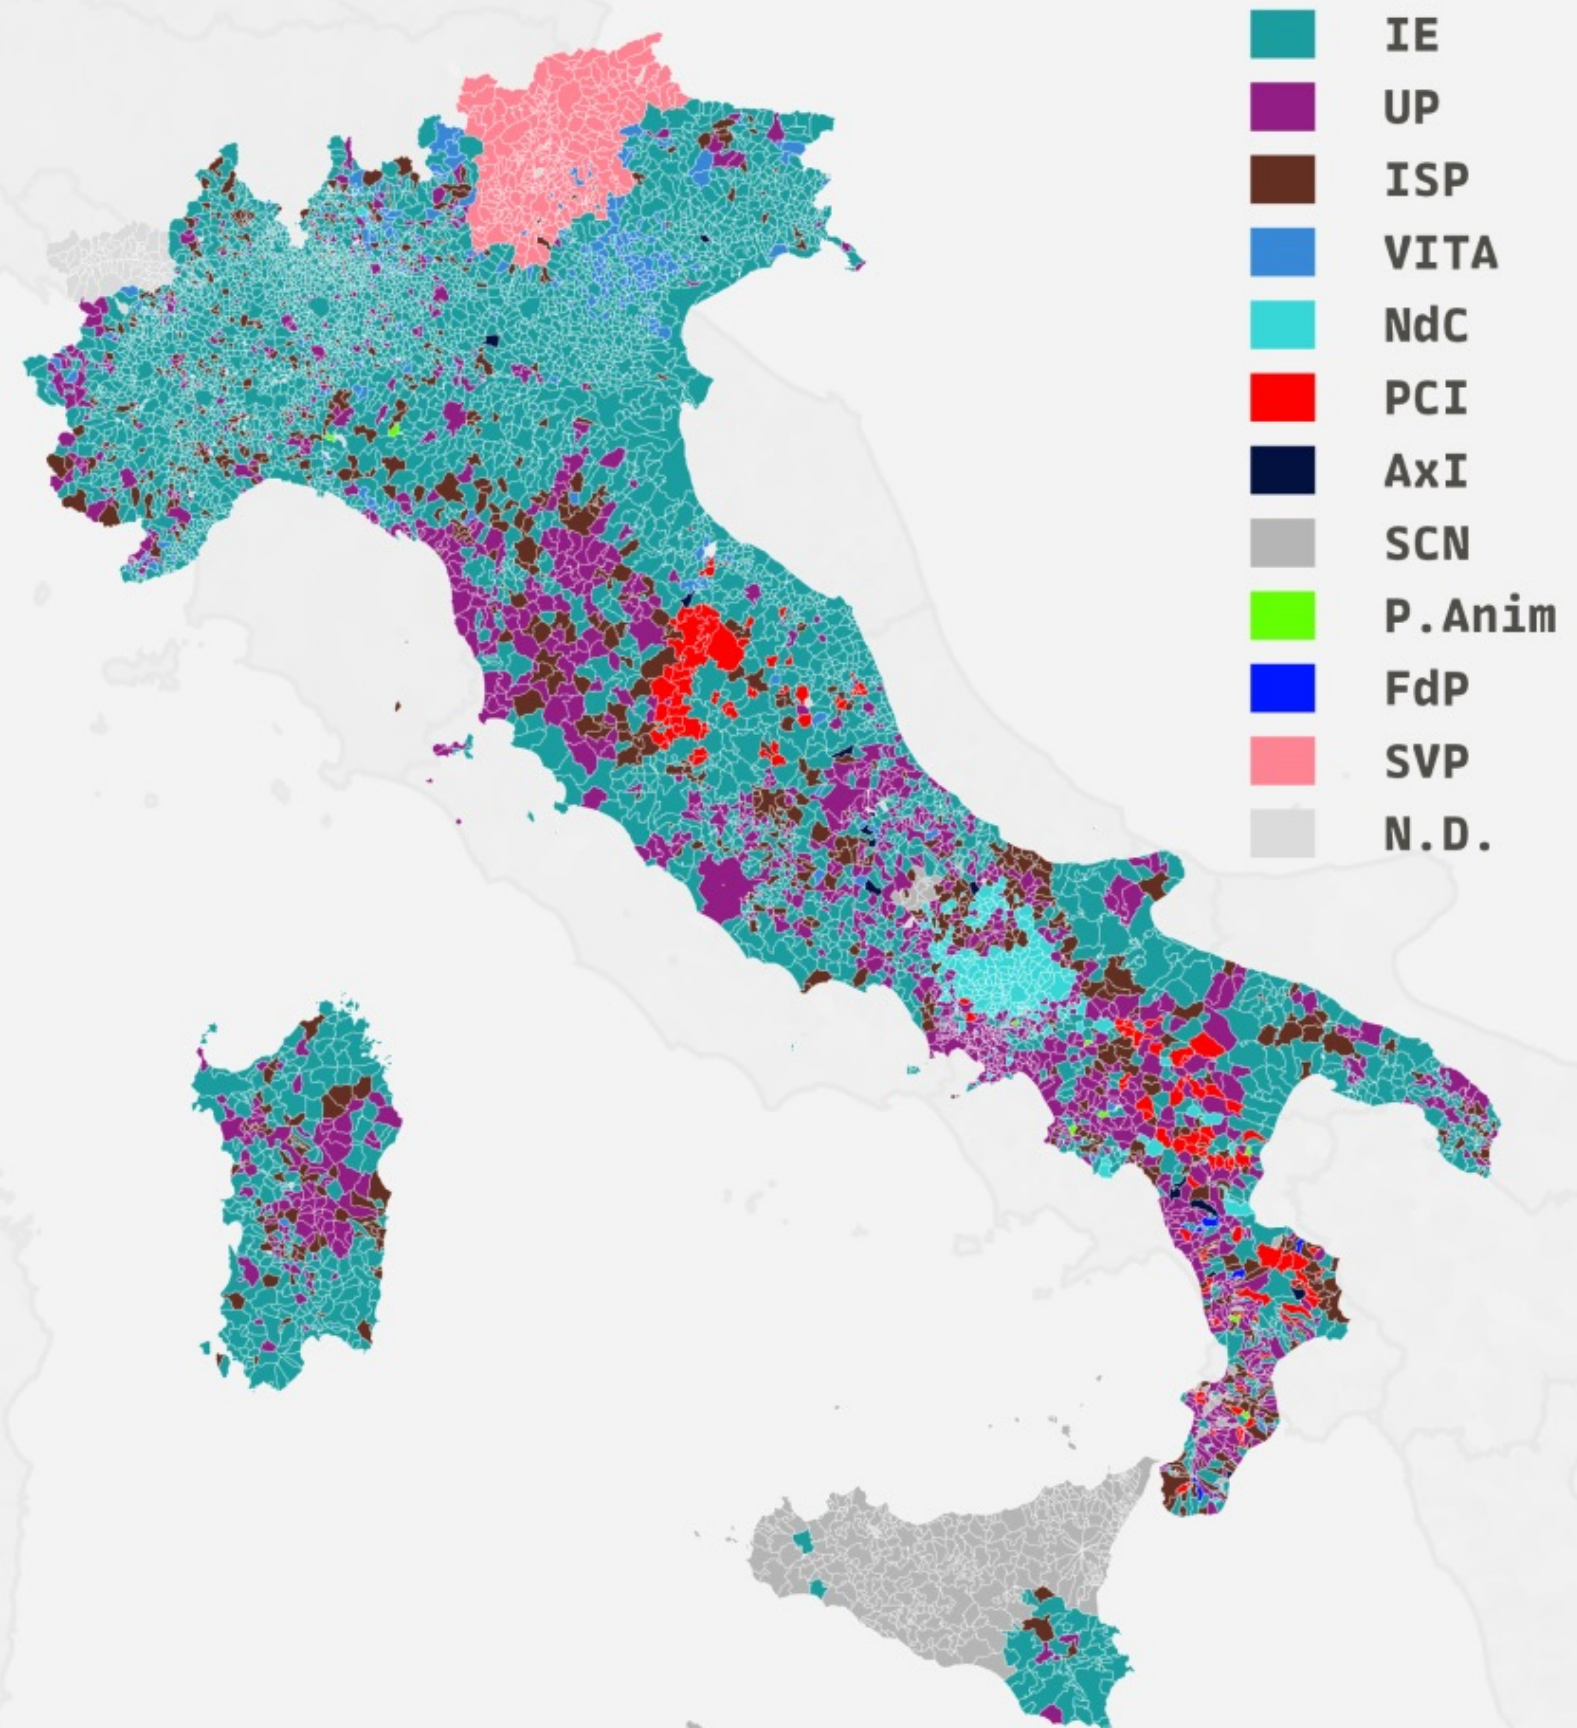 IE
UP
ISP
VITA
NdC
PCI
AxI
SCN
P.Anim
FdP
SVP
N.D.